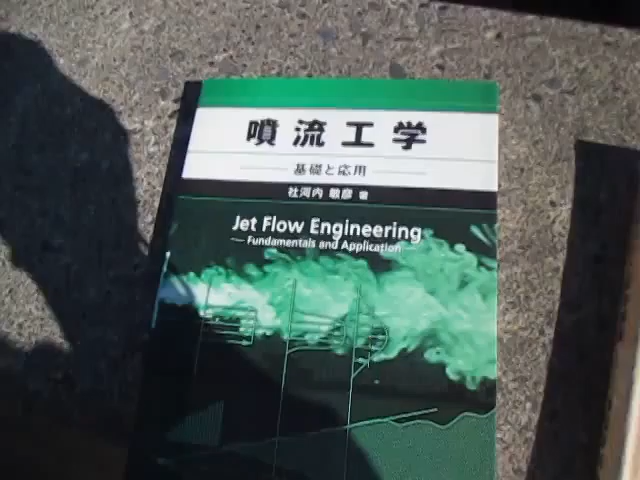 噴流工学
基礎と応用
社河内 敏彦 著
Jet Flow Engineering
Fundamentals and Application